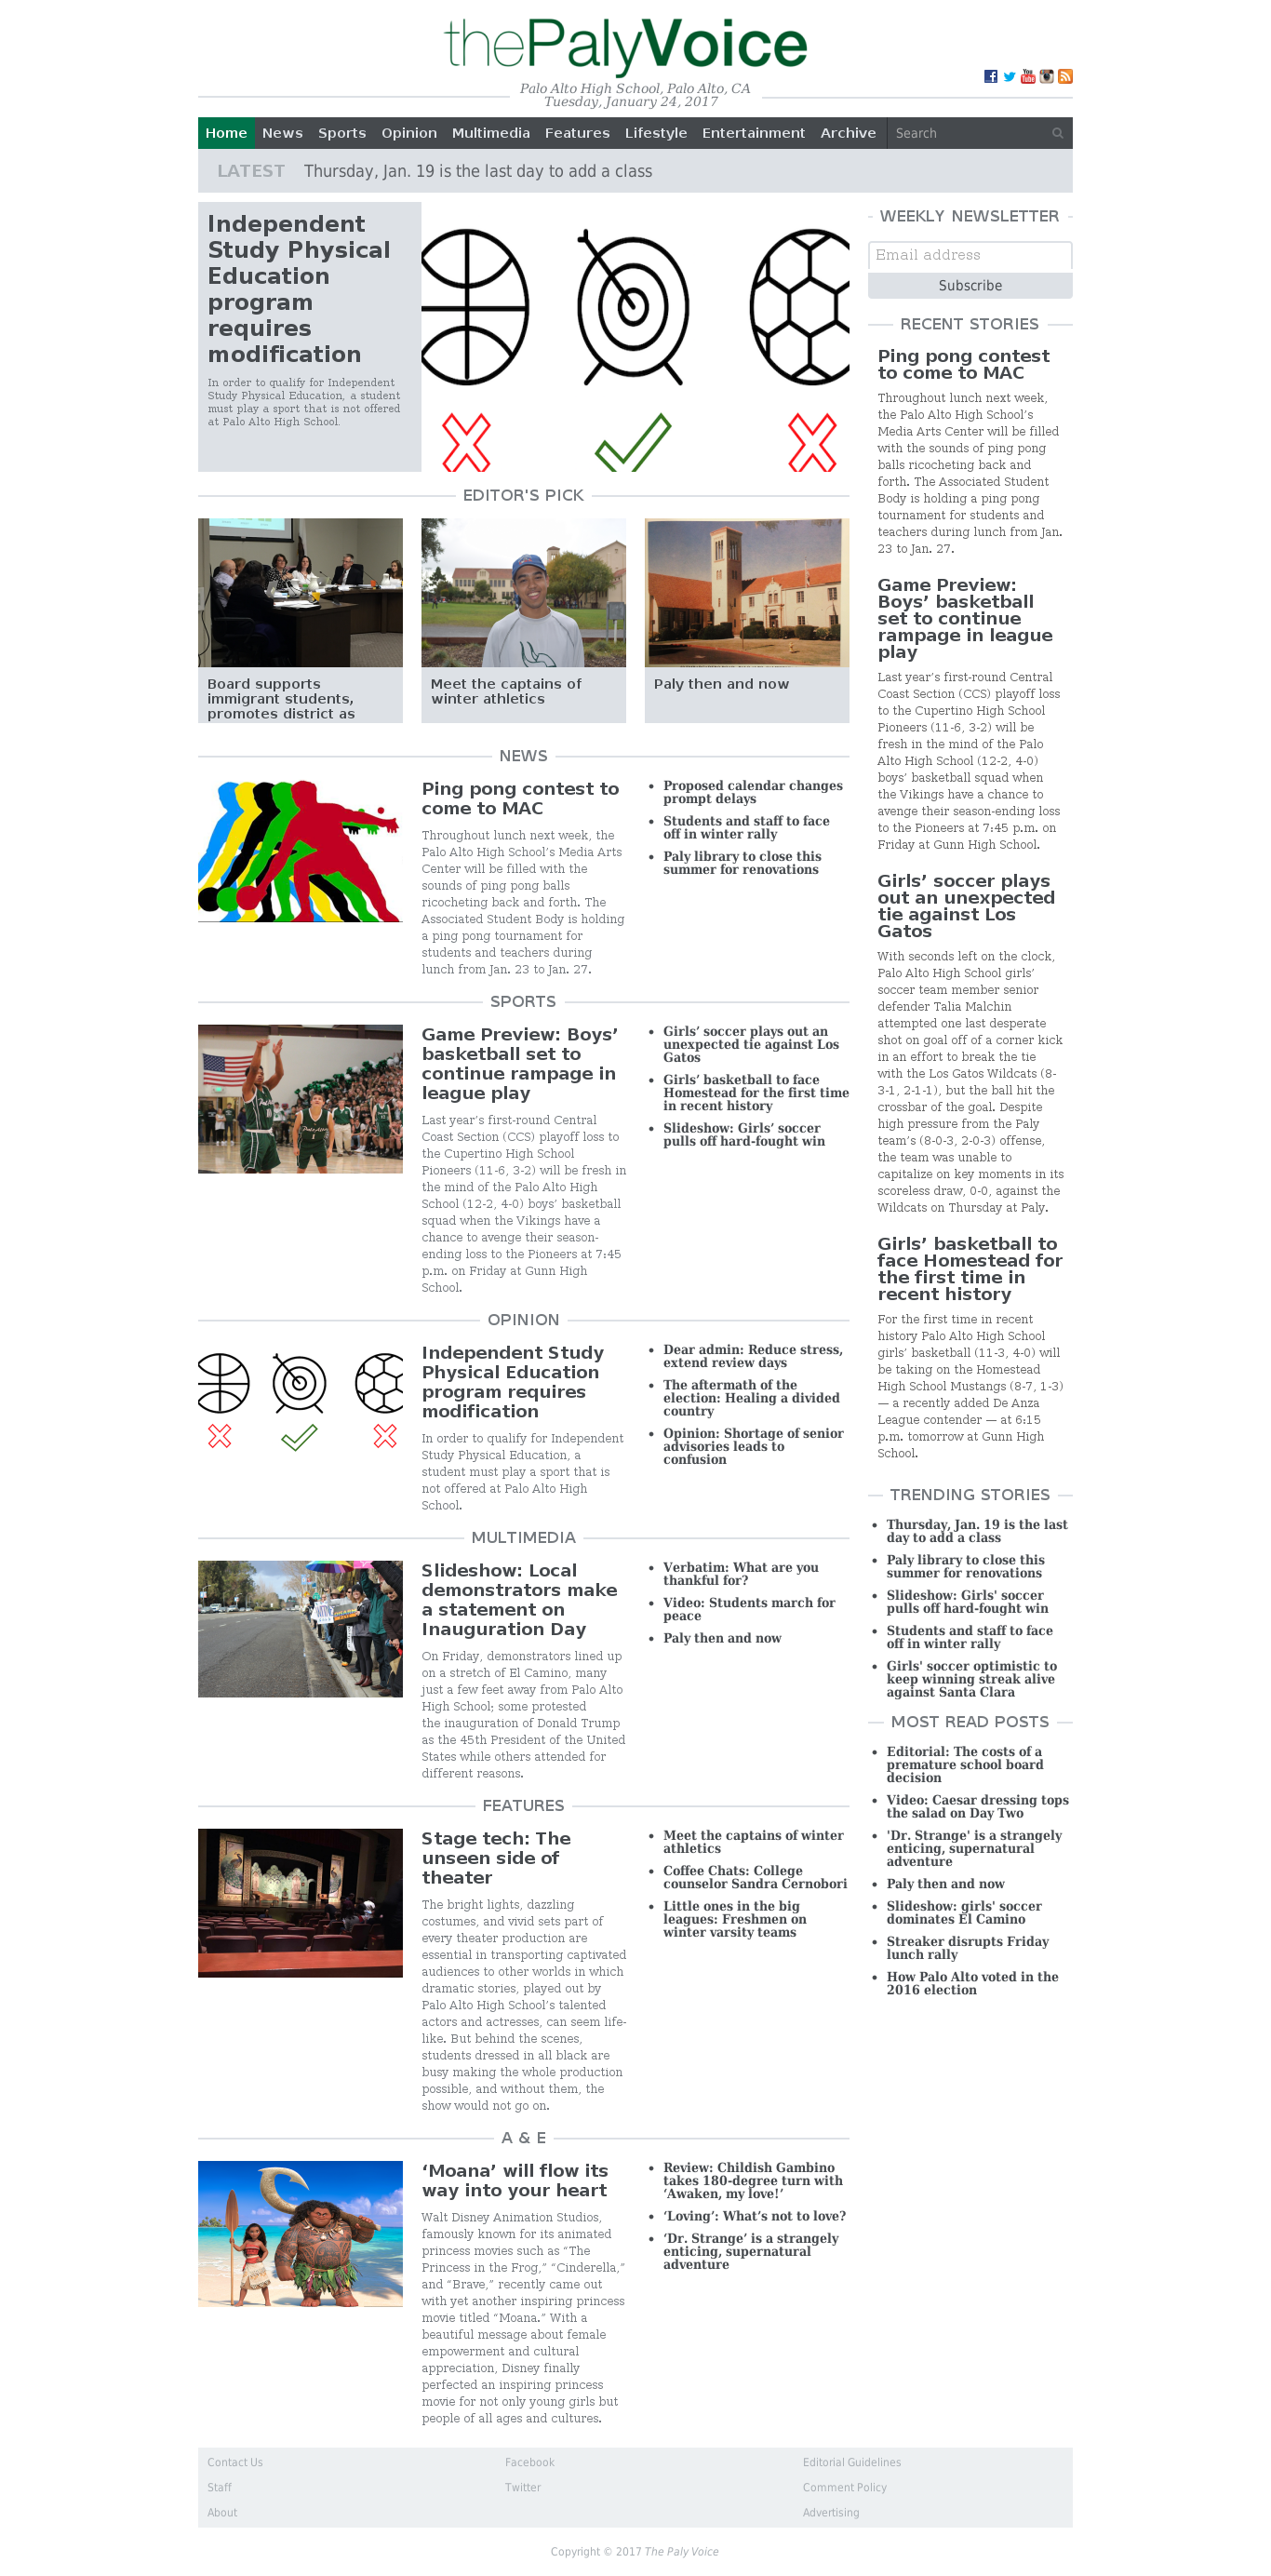 thePalyVoice
Palo Alto High School, Palo Alto, CA
Tuesday, January 24, 2017
Home News Sports Opinion Multimedia Features Lifestyle Entertainment Archive Search
LATEST Thursday, Jan. 19 is the last day to add a class
Independent
Study Physical
Education
program
requires
modification
In order to qualify for Independent
Study Physical Education, a student
must play a sport that is not offered
at Palo Alto High School.
EDITOR'S PICK
Board supports
immigrant students,
promotes district as
Meet the captains of
winter athletics
Paly then and now
NEWS
Ping pong contest to
come to MAC
Throughout lunch next week, the
Palo Alto High School’s Media Arts
Center will be filled with the
sounds of ping pong balls
ricocheting back and forth. The
Associated Student Body is holding
a ping pong tournament for
students and teachers during
lunch from Jan. 23 to Jan. 27.
• Proposed calendar changes
prompt delays
• Students and staff to face
off in winter rally
• Paly library to close this
summer for renovations
SPORTS
Game Preview: Boys’
basketball set to
continue rampage in
league play
Last year’s first-round Central
Coast Section (CCS) playoff loss to
the Cupertino High School
Pioneers (11-6, 3-2) will be fresh in
the mind of the Palo Alto High
School (12-2, 4-0) boys’ basketball
squad when the Vikings have a
chance to avenge their season-
ending loss to the Pioneers at 7:45
p.m. on Friday at Gunn High
School.
• Girls’ soccer plays out an
unexpected tie against Los
Gatos
• Girls’ basketball to face
Homestead for the first time
in recent history
• Slideshow: Girls’ soccer
pulls off hard-fought win
OPINION
Independent Study
Physical Education
program requires
modification
In order to qualify for Independent
Study Physical Education, a
student must play a sport that is
not offered at Palo Alto High
School.
• Dear admin: Reduce stress,
extend review days
• The aftermath of the
election: Healing a divided
country
• Opinion: Shortage of senior
advisories leads to
confusion
MULTIMEDIA
Slideshow: Local
demonstrators make
a statement on
Inauguration Day
On Friday, demonstrators lined up
on a stretch of El Camino, many
just a few feet away from Palo Alto
High School; some protested
the inauguration of Donald Trump
as the 45th President of the United
States while others attended for
different reasons.
• Verbatim: What are you
thankful for?
• Video: Students march for
peace
• Paly then and now
FEATURES
Stage tech: The
unseen side of
theater
The bright lights, dazzling
costumes, and vivid sets part of
every theater production are
essential in transporting captivated
audiences to other worlds in which
dramatic stories, played out by
Palo Alto High School’s talented
actors and actresses, can seem life-
like. But behind the scenes,
students dressed in all black are
busy making the whole production
possible, and without them, the
show would not go on.
• Meet the captains of winter
athletics
• Coffee Chats: College
counselor Sandra Cernobori
• Little ones in the big
leagues: Freshmen on
winter varsity teams
A & E
‘Moana’ will flow its
way into your heart
Walt Disney Animation Studios,
famously known for its animated
princess movies such as “The
Princess in the Frog,” “Cinderella,”
and “Brave,” recently came out
with yet another inspiring princess
movie titled “Moana.” With a
beautiful message about female
empowerment and cultural
appreciation, Disney finally
perfected an inspiring princess
movie for not only young girls but
people of all ages and cultures.
• Review: Childish Gambino
takes 180-degree turn with
‘Awaken, my love!’
• ‘Loving’: What’s not to love?
• ‘Dr. Strange’ is a strangely
enticing, supernatural
adventure
WEEKLY NEWSLETTER
Email address
Subscribe
RECENT STORIES
Ping pong contest
to come to MAC
Throughout lunch next week,
the Palo Alto High School’s
Media Arts Center will be filled
with the sounds of ping pong
balls ricocheting back and
forth. The Associated Student
Body is holding a ping pong
tournament for students and
teachers during lunch from Jan.
23 to Jan. 27.
Game Preview:
Boys’ basketball
set to continue
rampage in league
play
Last year’s first-round Central
Coast Section (CCS) playoff loss
to the Cupertino High School
Pioneers (11-6, 3-2) will be
fresh in the mind of the Palo
Alto High School (12-2, 4-0)
boys’ basketball squad when
the Vikings have a chance to
avenge their season-ending loss
to the Pioneers at 7:45 p.m. on
Friday at Gunn High School.
Girls’ soccer plays
out an unexpected
tie against Los
Gatos
With seconds left on the clock,
Palo Alto High School girls’
soccer team member senior
defender Talia Malchin
attempted one last desperate
shot on goal off of a corner kick
in an effort to break the tie
with the Los Gatos Wildcats (8-
3-1, 2-1-1), but the ball hit the
crossbar of the goal. Despite
high pressure from the Paly
team’s (8-0-3, 2-0-3) offense,
the team was unable to
capitalize on key moments in its
scoreless draw, 0-0, against the
Wildcats on Thursday at Paly.
Girls’ basketball to
face Homestead for
the first time in
recent history
For the first time in recent
history Palo Alto High School
girls’ basketball (11-3, 4-0) will
be taking on the Homestead
High School Mustangs (8-7, 1-3)
— a recently added De Anza
League contender — at 6:15
p.m. tomorrow at Gunn High
School.
TRENDING STORIES
• Thursday, Jan. 19 is the last
day to add a class
• Paly library to close this
summer for renovations
• Slideshow: Girls' soccer
pulls off hard-fought win
• Students and staff to face
off in winter rally
• Girls' soccer optimistic to
keep winning streak alive
against Santa Clara
MOST READ POSTS
• Editorial: The costs of a
premature school board
decision
• Video: Caesar dressing tops
the salad on Day Two
• 'Dr. Strange' is a strangely
enticing, supernatural
adventure
• Paly then and now
• Slideshow: girls' soccer
dominates El Camino
• Streaker disrupts Friday
lunch rally
• How Palo Alto voted in the
2016 election
Contact Us
Staff
About
Facebook
Twitter
Editorial Guidelines
Comment Policy
Advertising
Copyright © 2017 The Paly Voice